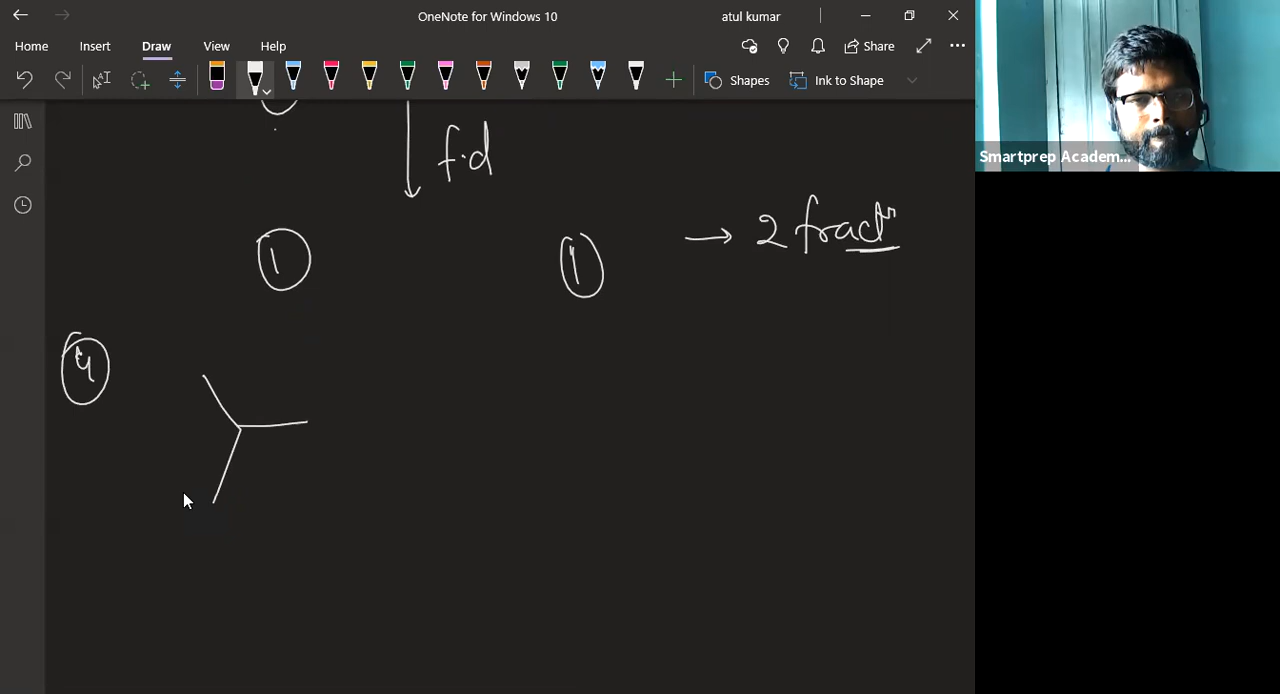 OneNote for Windows 10
atul kumar
Home Insert Draw View Help
Share
Shapes
Ink to Shape
f.d
1
1
→ 2 fractn
4
Smartprep Academ...